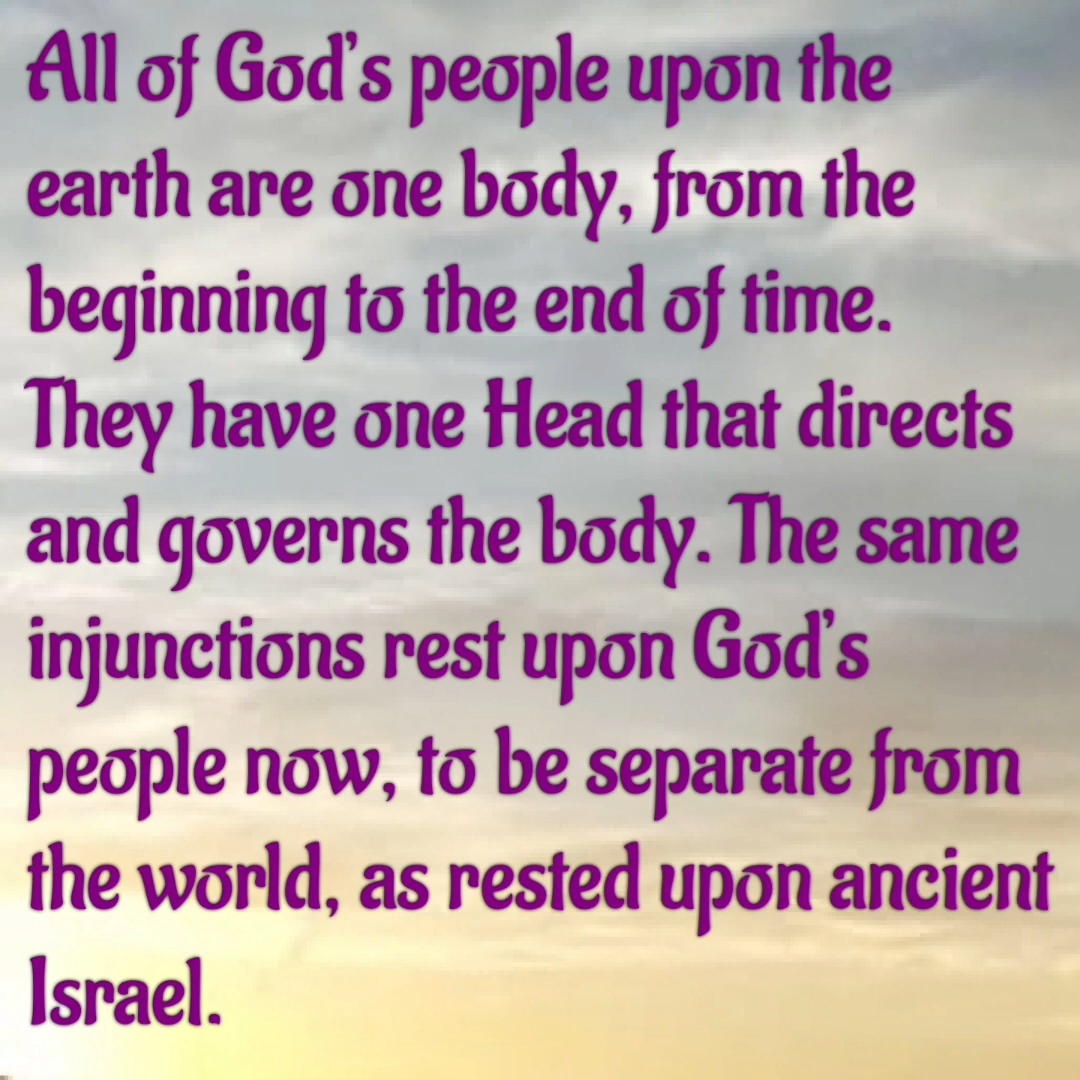 All of God's people upon the
earth are one body, from the
beginning to the end of time.
They have one Head that directs
and governs the body. The same
injunctions rest upon God's
people now, to be separate from
the world, as rested upon ancient
Israel.